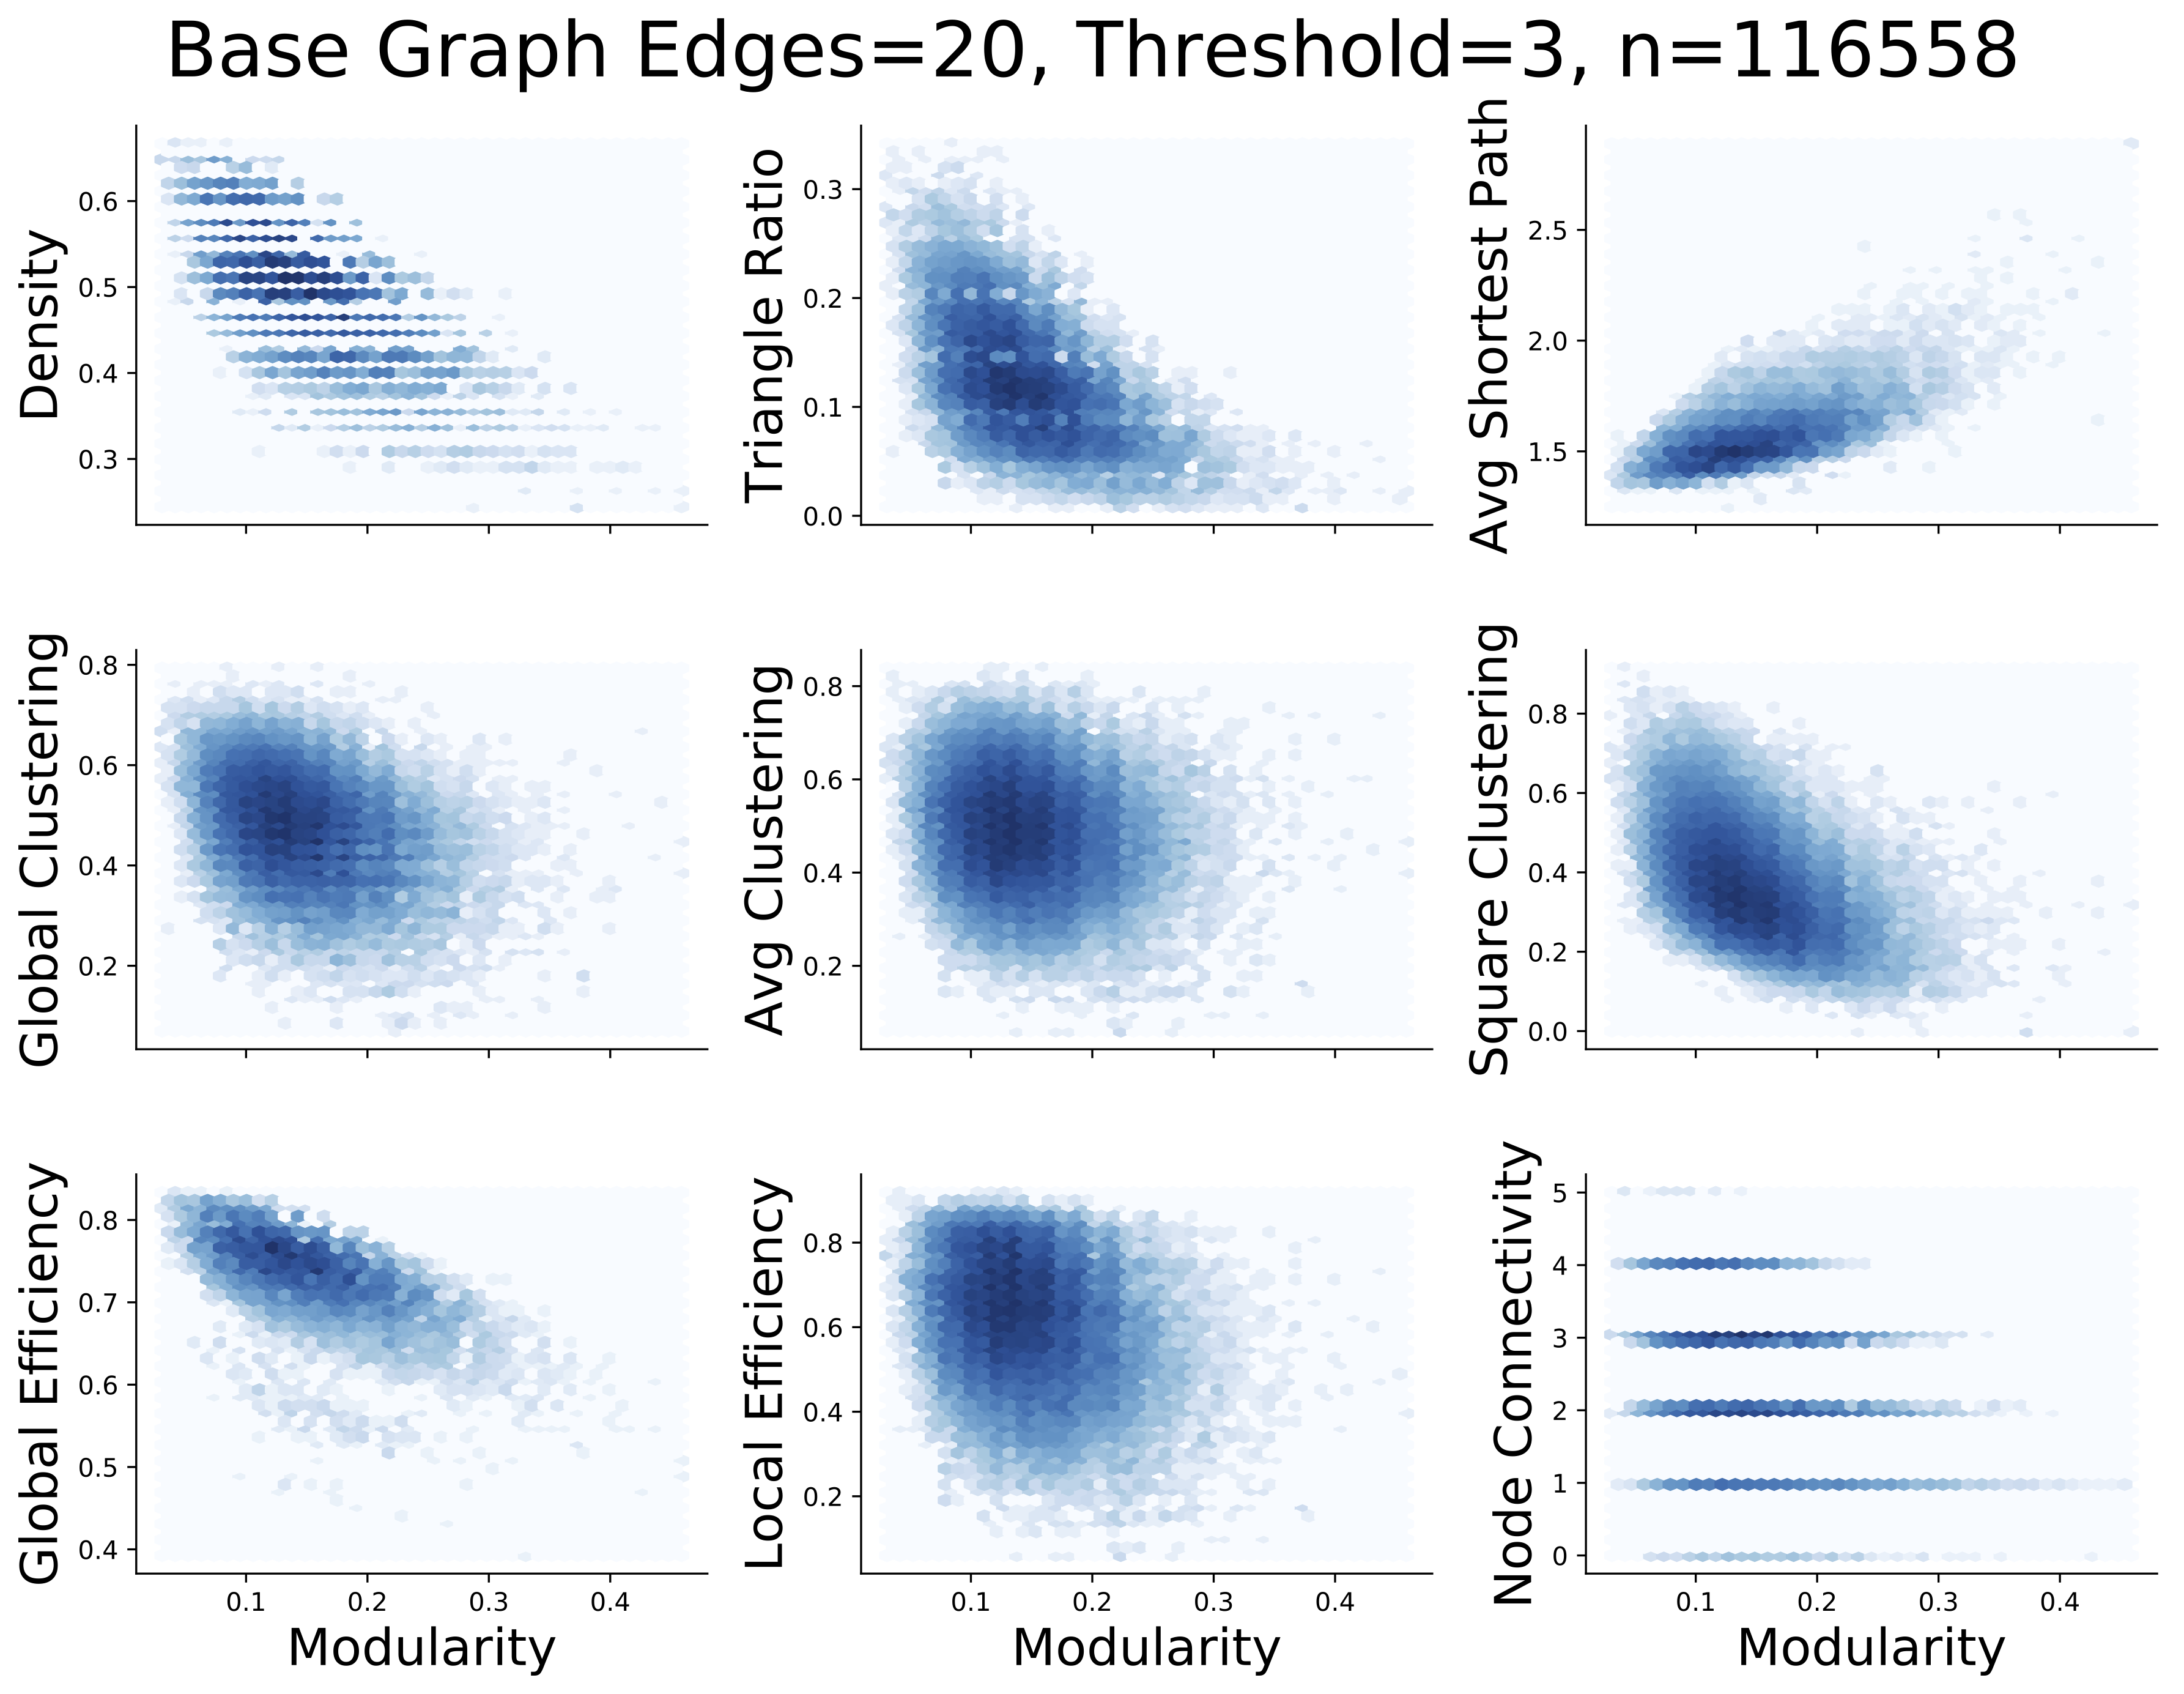 Base Graph Edges=20, Threshold=3, n=116558
Density
0.6
0.5
0.4
0.3
Triangle Ratio
0.3
0.2
0.1
0.0
Avg Shortest Path
2.5
2.0
1.5
Global Clustering
0.8
0.6
0.4
0.2
Avg Clustering
0.8
0.6
0.4
0.2
Square Clustering
0.8
0.6
0.4
0.2
0.0
Global Efficiency
0.8
0.7
0.6
0.5
0.4
0.1 0.2 0.3 0.4
Modularity
Local Efficiency
0.8
0.6
0.4
0.2
0.1 0.2 0.3 0.4
Modularity
Node Connectivity
5
4
3
2
1
0
0.1 0.2 0.3 0.4
Modularity